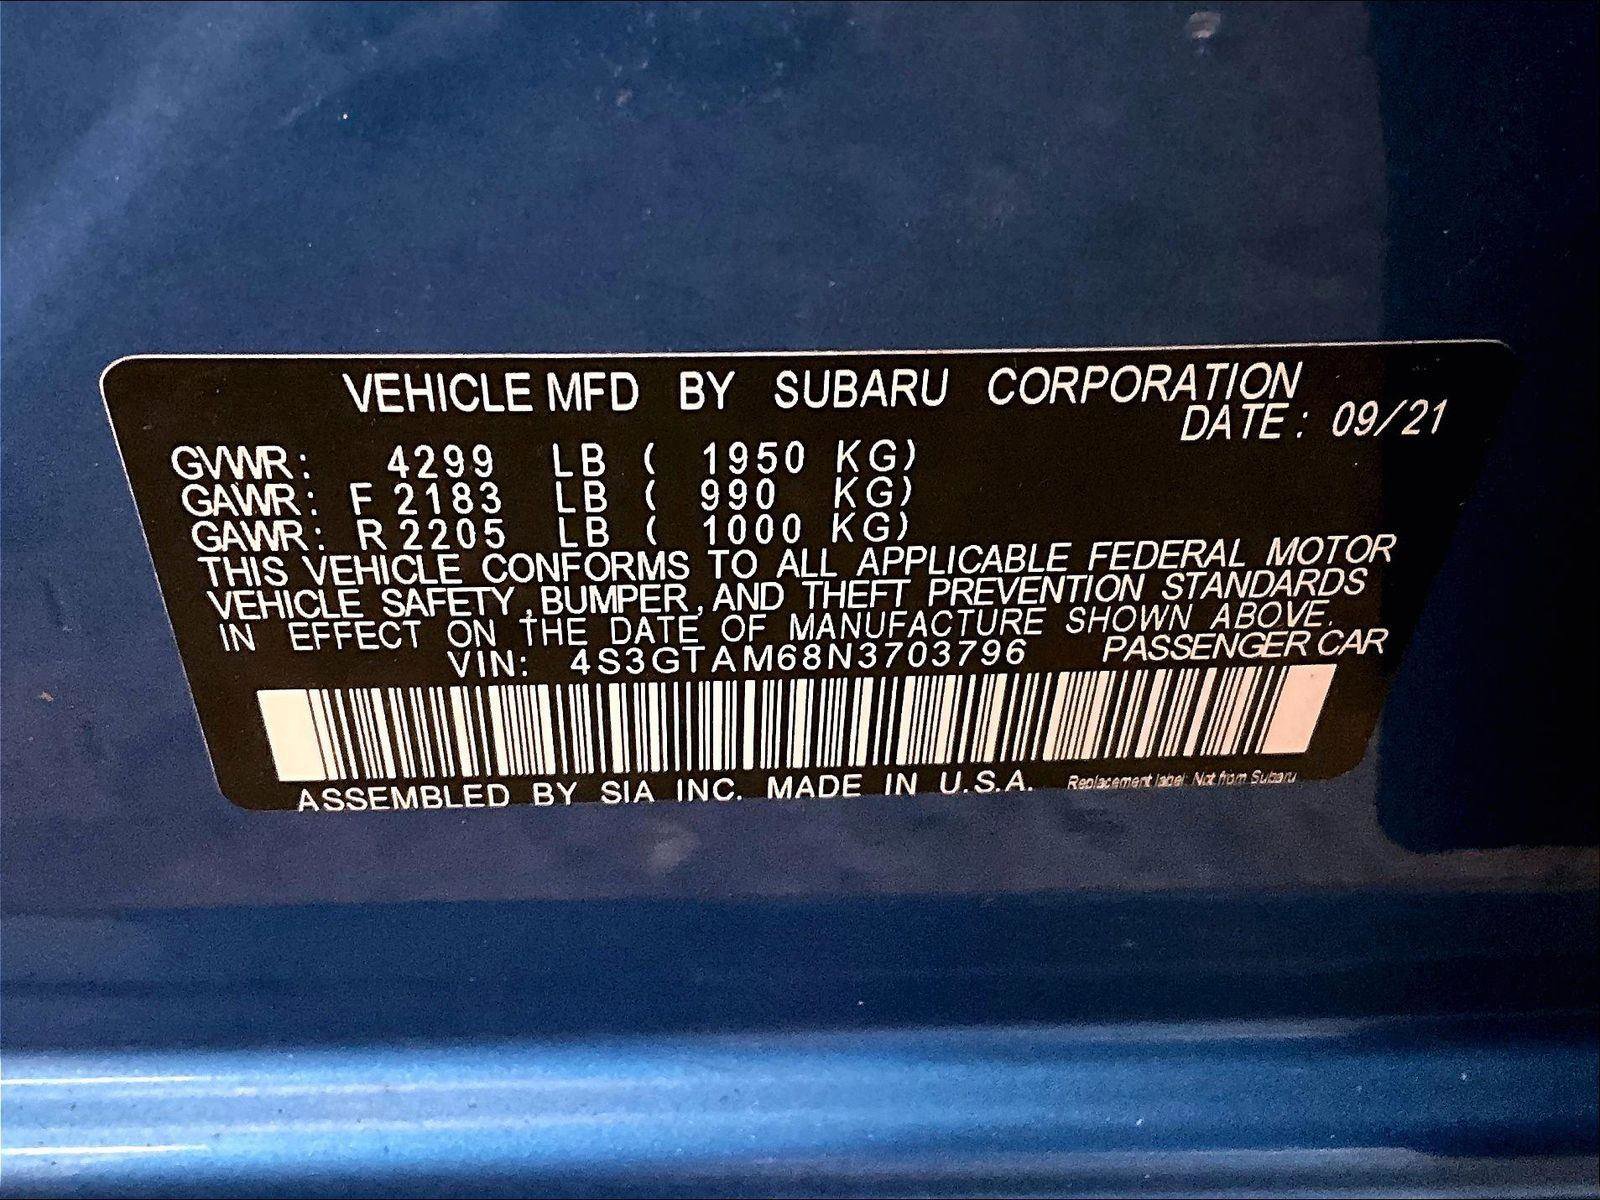 VEHICLE MFD BY SUBARU CORPORATION
DATE: 09/21
GVWR: 4299 LB ( 1950 KG)
GAWR: F 2183 LB ( 990 KG)
GAWR: R 2205 LB ( 1000 KG)
THIS VEHICLE CONFORMS TO ALL APPLICABLE FEDERAL MOTOR
VEHICLE SAFETY, BUMPER, AND THEFT PREVENTION STANDARDS
IN EFFECT ON THE DATE OF MANUFACTURE SHOWN ABOVE.
VIN: 4S3GTAM68N3703796 PASSENGER CAR
ASSEMBLED BY SIA INC. MADE IN U.S.A. Replacement label: Not from Subaru